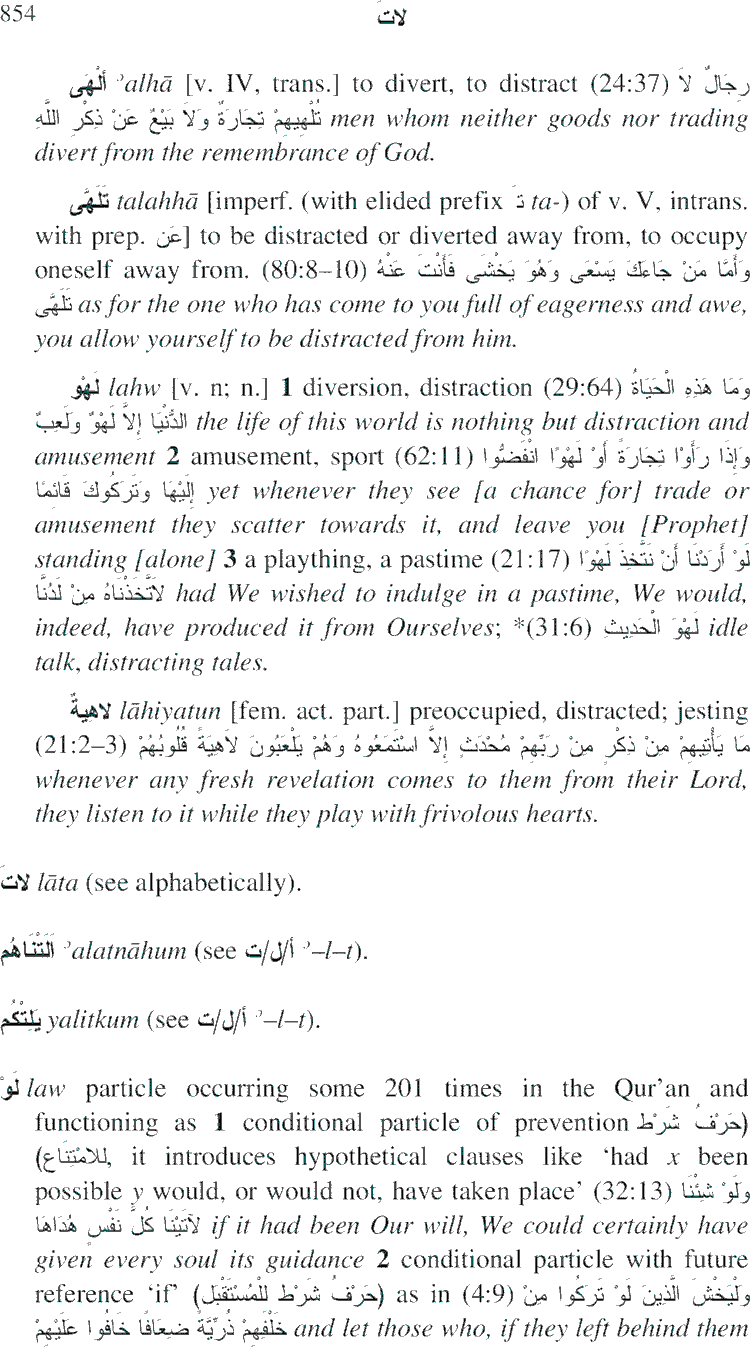 854 لاتَ
أَلْهَى ʾalhā [v. IV, trans.] to divert, to distract (24:37) رِجَالٌ لاَ
تُلْهِيهِمْ تِجَارَةٌ وَلاَ بَيْعٌ عَنْ ذِكْرِ اللَّهِ men whom neither goods nor trading
divert from the remembrance of God.
تَلَهَّى talahhā [imperf. (with elided prefix تَ ta-) of v. V, intrans.
with prep. عَن] to be distracted or diverted away from, to occupy
oneself away from. (80:8–10) وَأَمَّا مَنْ جَاءَكَ يَسْعَى وَهُوَ يَخْشَى فَأَنْتَ عَنْهُ
تَلَهَّى as for the one who has come to you full of eagerness and awe,
you allow yourself to be distracted from him.
لَهْو lahw [v. n; n.] 1 diversion, distraction (29:64) وَمَا هَذِهِ الْحَيَاةُ
الدُّنْيَا إِلاَّ لَهْوٌ وَلَعِبٌ the life of this world is nothing but distraction and
amusement 2 amusement, sport (62:11) وَإِذَا رَأَوْا تِجَارَةً أَوْ لَهْوًا انْفَضُّوا
إِلَيْهَا وَتَرَكُوكَ قَائِمًا yet whenever they see [a chance for] trade or
amusement they scatter towards it, and leave you [Prophet]
standing [alone] 3 a plaything, a pastime (21:17) لَوْ أَرَدْنَا أَنْ نَتَّخِذَ لَهْوًا
لاَتَّخَذْنَاهُ مِنْ لَدُنَّا had We wished to indulge in a pastime, We would,
indeed, have produced it from Ourselves; *(31:6) لَهْوَ الْحَدِيثِ idle
talk, distracting tales.
لاهيةٌ lāhiyatun [fem. act. part.] preoccupied, distracted; jesting
(21:2–3) مَا يَأْتِيهِمْ مِنْ ذِكْرٍ مِنْ رَبِّهِمْ مُحْدَثٍ إِلاَّ اسْتَمَعُوهُ وَهُمْ يَلْعَبُونَ لاَهِيَةً قُلُوبُهُمْ
whenever any fresh revelation comes to them from their Lord,
they listen to it while they play with frivolous hearts.
لاتَ lāta (see alphabetically).
أَلَتْنَاهُم ʾalatnāhum (see أ/ل/ت ʾ–l–t).
يَلِتْكُم yalitkum (see أ/ل/ت ʾ–l–t).
لَوْ law particle occurring some 201 times in the Qur’an and
functioning as 1 conditional particle of prevention (حَرْفُ شَرْط
للامْتِنَاع), it introduces hypothetical clauses like ‘had x been
possible y would, or would not, have taken place’ (32:13) وَلَوْ شِئْنَا
لآتَيْنَا كُلَّ نَفْسٍ هُدَاهَا if it had been Our will, We could certainly have
given every soul its guidance 2 conditional particle with future
reference ‘if’ (حَرْفُ شَرْط لِلْمُسْتَقْبَل) as in (4:9) وَلْيَخْشَ الَّذِينَ لَوْ تَرَكُوا مِنْ
خَلْفِهِمْ ذُرِّيَّةً ضِعَافًا خَافُوا عَلَيْهِمْ and let those who, if they left behind them